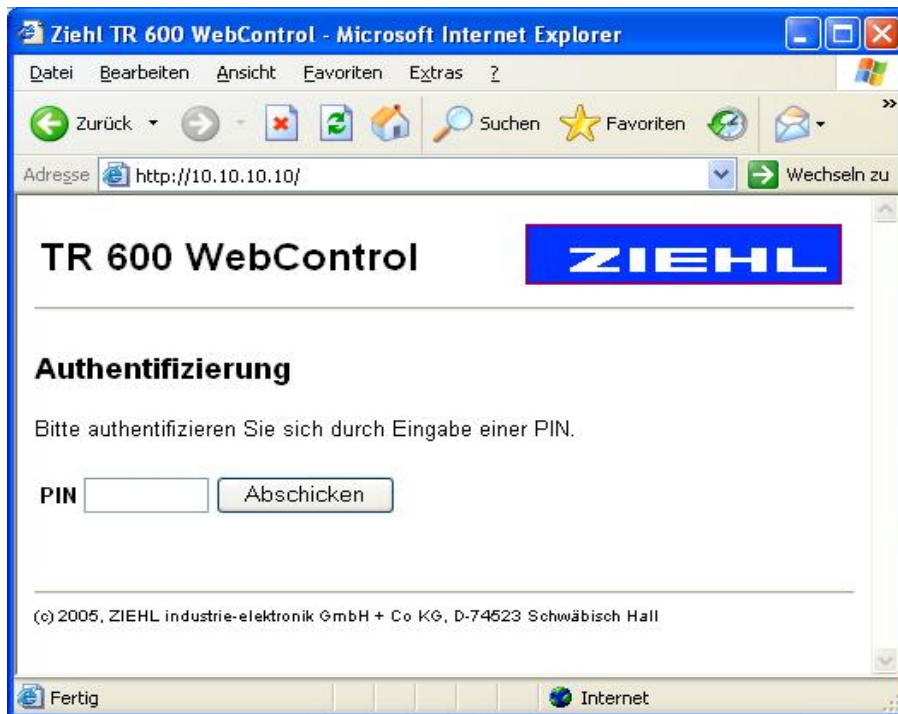 Ziehl TR 600 WebControl - Microsoft Internet Explorer
Datei Bearbeiten Ansicht Favoriten Extras ?
Zurück Suchen Favoriten »
Adresse http://10.10.10.10/ Wechseln zu
TR 600 WebControl ZIEHL
Authentifizierung
Bitte authentifizieren Sie sich durch Eingabe einer PIN.
PIN Abschicken
(c) 2005, ZIEHL industrie-elektronik GmbH + Co KG, D-74523 Schwäbisch Hall
Fertig Internet